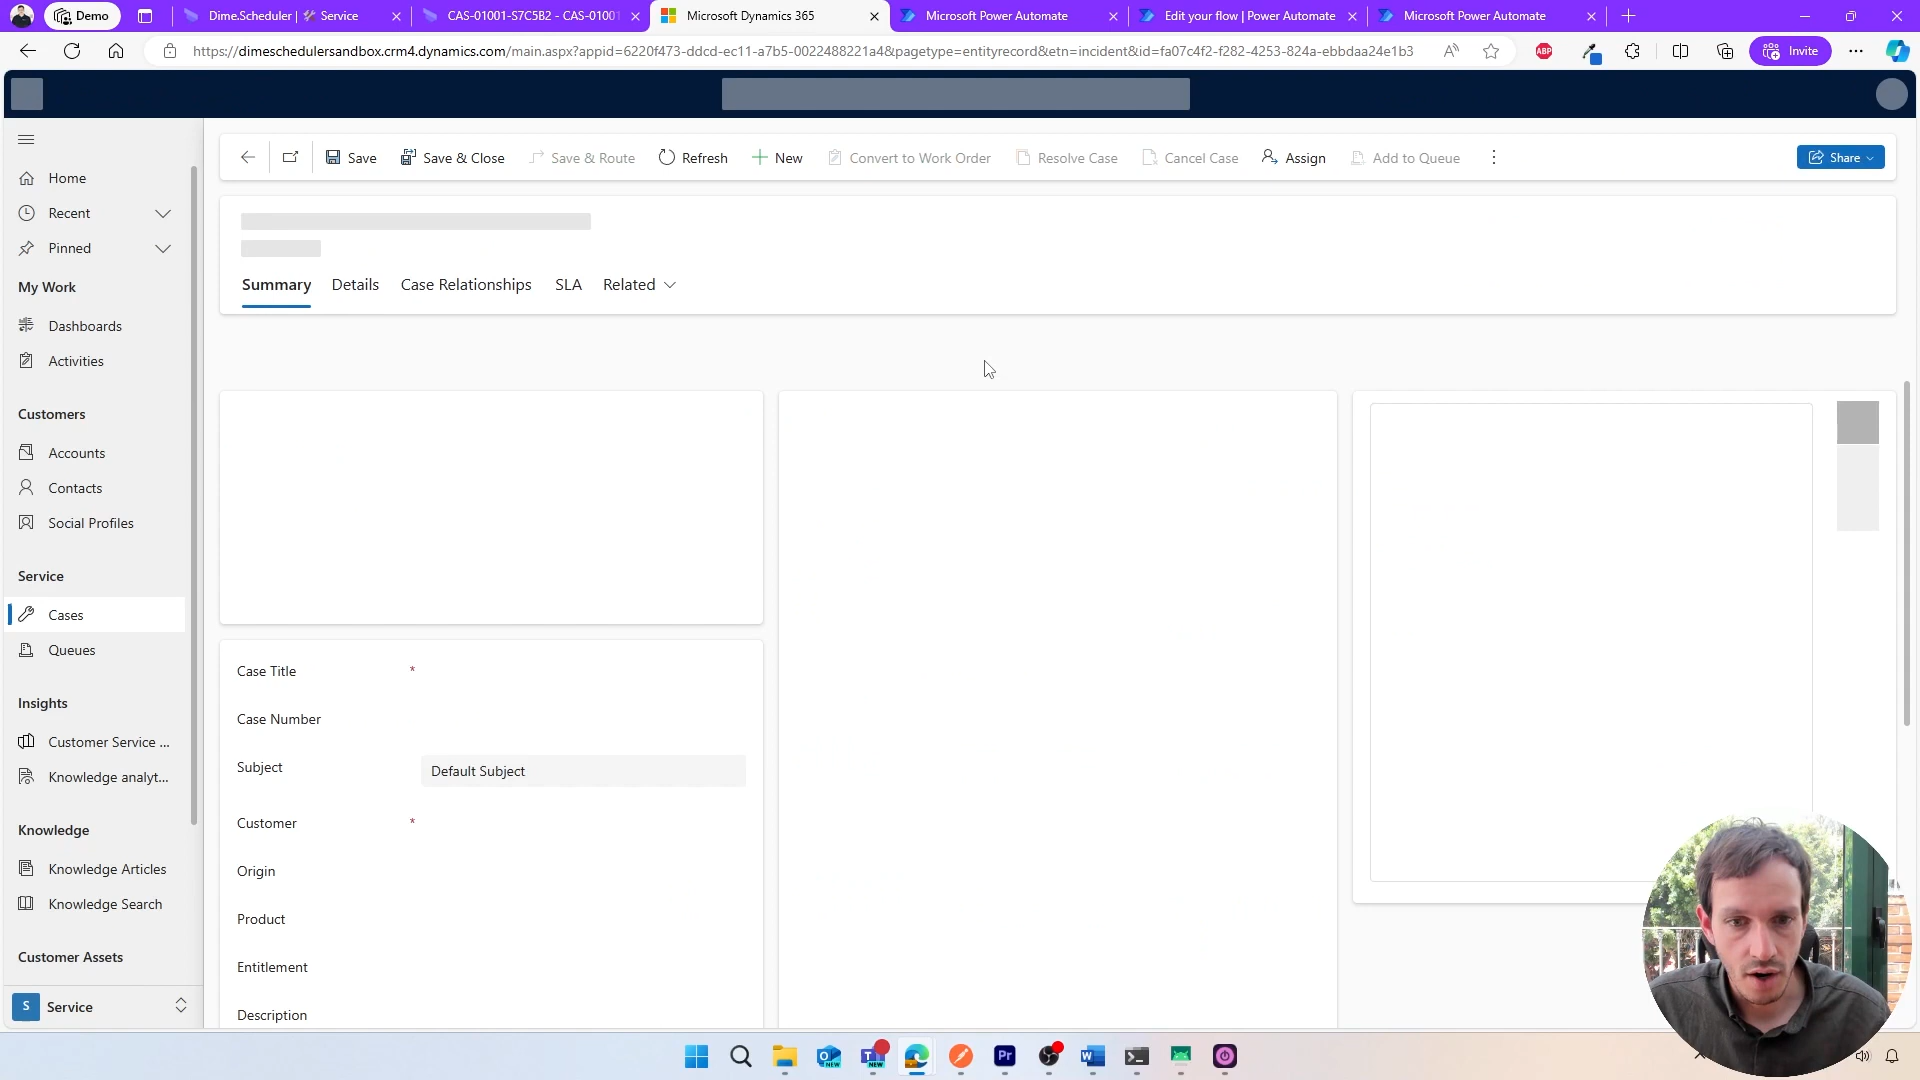 Demo
Dime.Scheduler | 🛠 Service
CAS-01001-S7C5B2 - CAS-01001
Microsoft Dynamics 365
Microsoft Power Automate
Edit your flow | Power Automate
Microsoft Power Automate
https://dimeschedulersandbox.crm4.dynamics.com/main.aspx?appid=6220f473-ddcd-ec11-a7b5-0022488221a4&pagetype=entityrecord&etn=incident&id=fa07c4f2-f282-4253-824a-ebbdaa24e1b3
ABP
Invite
Save
Save & Close
Save & Route
Refresh
New
Convert to Work Order
Resolve Case
Cancel Case
Assign
Add to Queue
Share
Home
Recent
Pinned
My Work
Dashboards
Activities
Customers
Accounts
Contacts
Social Profiles
Service
Cases
Queues
Insights
Customer Service ...
Knowledge analyt...
Knowledge
Knowledge Articles
Knowledge Search
Customer Assets
S Service
Summary
Details
Case Relationships
SLA
Related
Case Title *
Case Number
Subject
Default Subject
Customer *
Origin
Product
Entitlement
Description
NEW
NEW
Pr
W